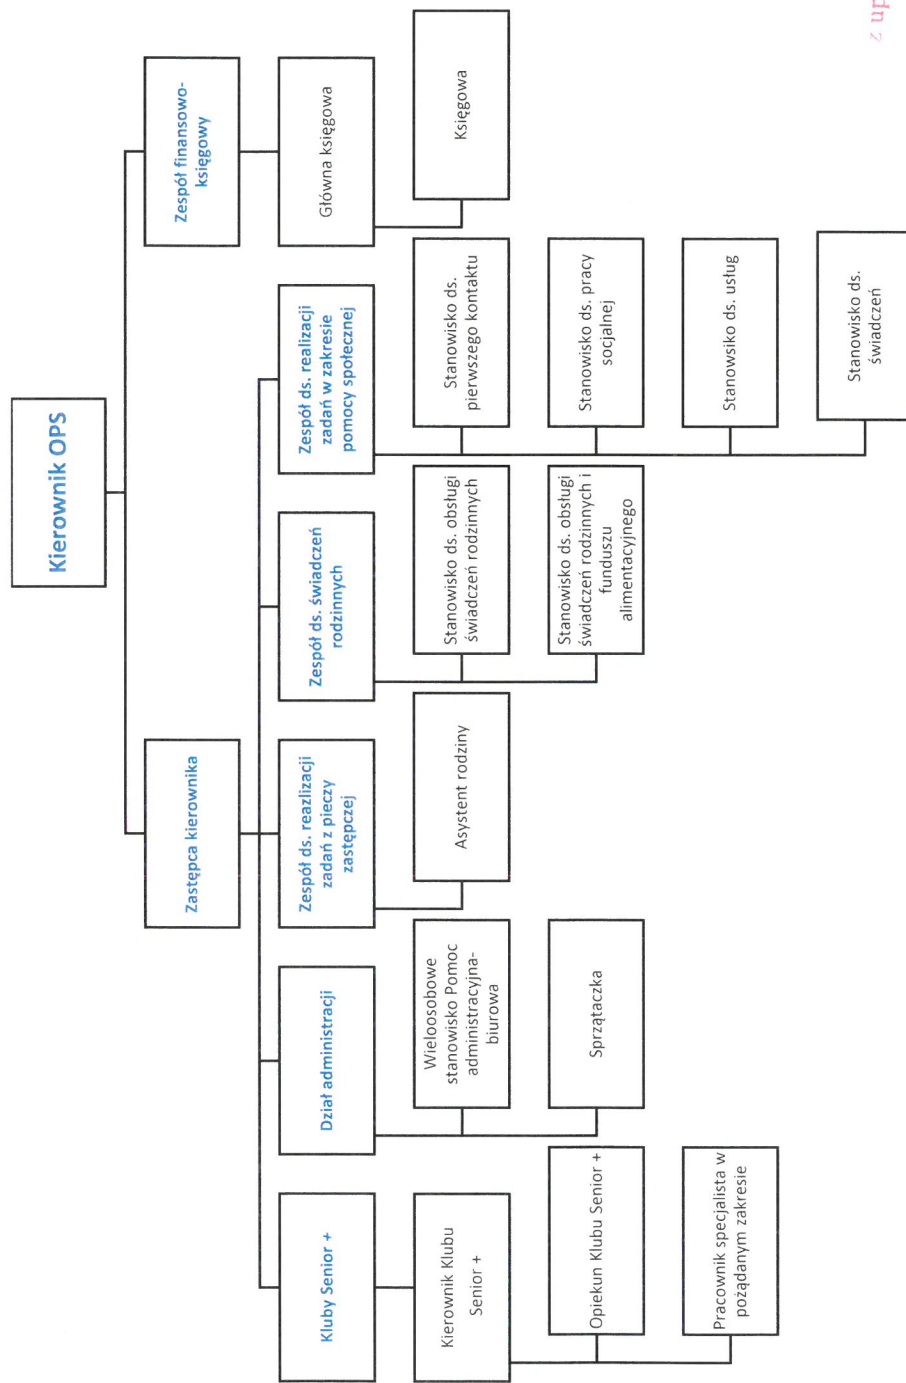 Kierownik OPS
Zastępca kierownika
Zespół finansowo-
księgowy
Kluby Senior +
Dział administracji
Zespół ds. reazlizacji
zadań z pieczy
zastępczej
Zespół ds. świadczeń
rodzinnych
Zespół ds. realizacji
zadań w zakresie
pomocy społecznej
Główna księgowa
Kierownik Klubu
Senior +
Wieloosobowe
stanowisko Pomoc
administracyjna-
biurowa
Asystent rodziny
Stanowisko ds. obsługi
świadczeń rodzinnych
Stanowisko ds.
pierwszego kontaktu
Księgowa
Opiekun Klubu Senior +
Sprzątaczka
Stanowisko ds. obsługi
świadczeń rodzinnych i
funduszu
alimentacyjnego
Stanowisko ds. pracy
socjalnej
Pracownik specjalista w
pożądanym zakresie
Stanowsiko ds. usług
Stanowisko ds.
świadczeń